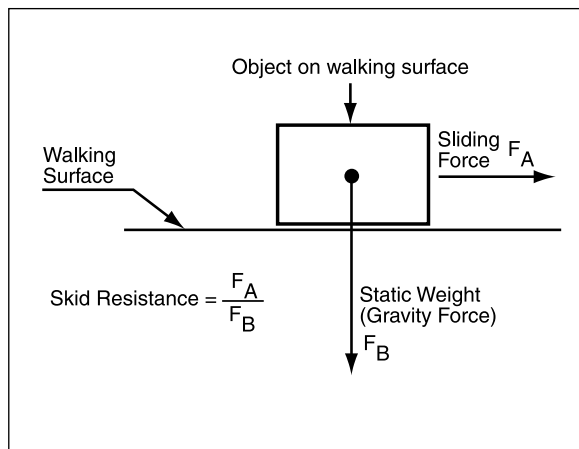 Object on walking surface
Sliding
Force F_A
Walking
Surface
Skid Resistance = F_A / F_B
Static Weight
(Gravity Force)
F_B